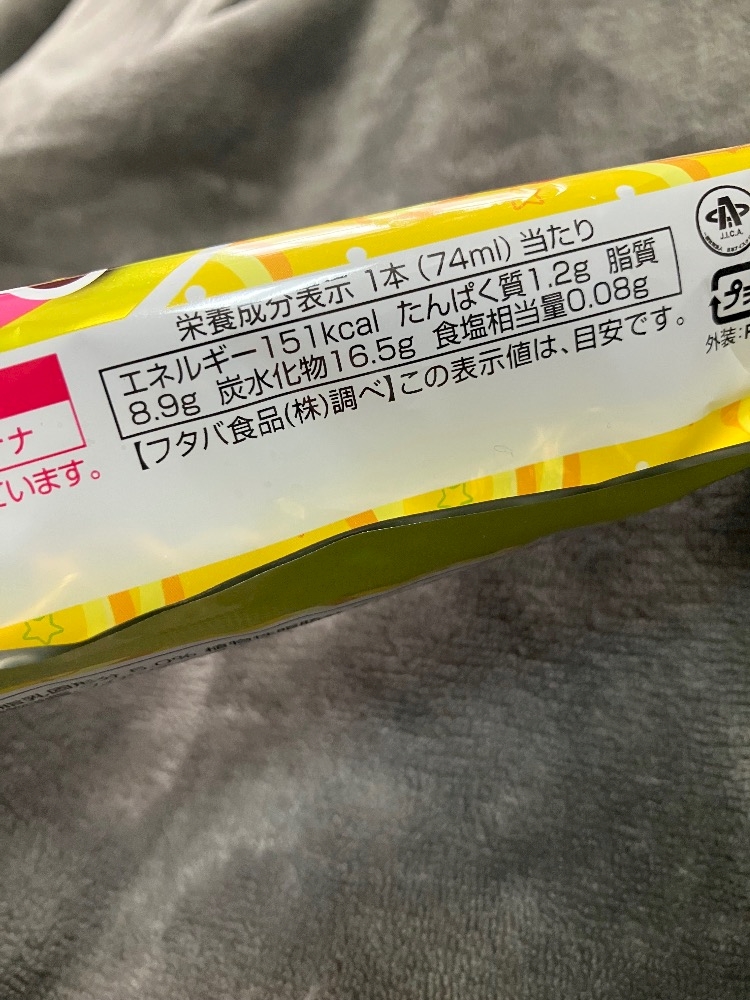 栄養成分表示 1本(74ml)当たり
エネルギー151kcal たんぱく質1.2g 脂質
8.9g 炭水化物16.5g 食塩相当量0.08g
【フタバ食品(株)調べ】この表示値は、目安です。
J.I.C.A.
プ
外装:P
ナ
ています。